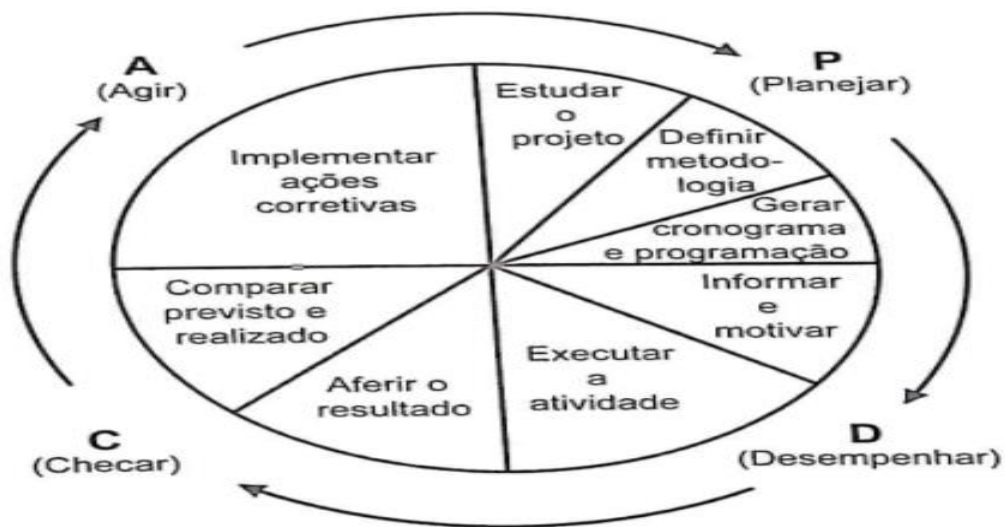 A
(Agir)
P
(Planejar)
Estudar
o
projeto
Definir
metodo-
logia
Gerar
cronograma
e programação
Informar
e
motivar
Executar
a
atividade
D
(Desempenhar)
Aferir o
resultado
C
(Checar)
Comparar
previsto e
realizado
Implementar
ações
corretivas